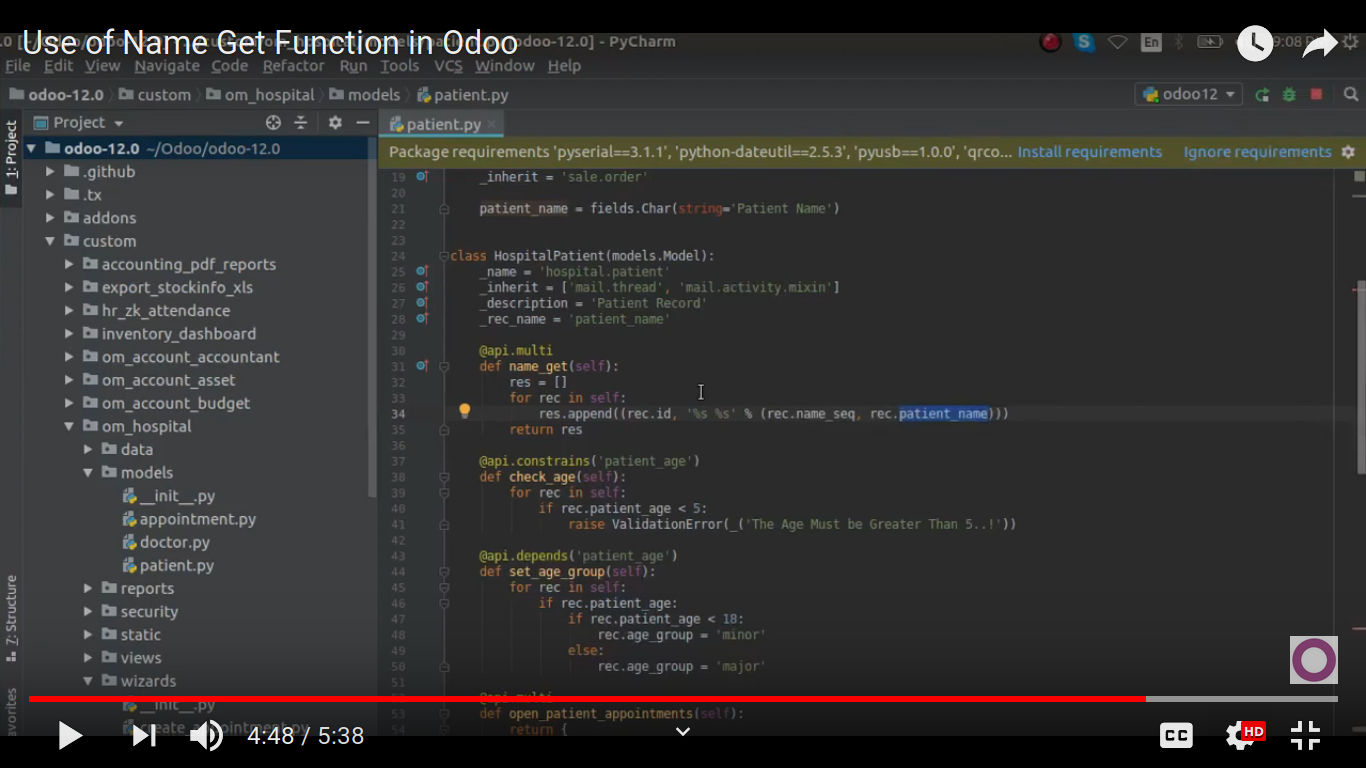 Use of Name Get Function in Odoo
odoo-12.0] - PyCharm
En
File Edit View Navigate Code Refactor Run Tools VCS Window Help
odoo-12.0 custom om_hospital models patient.py odoo12
1: Project
Project
patient.py
odoo-12.0 ~/Odoo/odoo-12.0
.github
.tx
addons
custom
accounting_pdf_reports
export_stockinfo_xls
hr_zk_attendance
inventory_dashboard
om_account_accountant
om_account_asset
om_account_budget
om_hospital
data
models
__init__.py
appointment.py
doctor.py
patient.py
reports
security
static
views
wizards
__init__.py
create_appointment.py
7: Structure
Package requirements 'pyserial==3.1.1', 'python-dateutil==2.5.3', 'pyusb==1.0.0', 'qrco... Install requirements Ignore requirements
19 _inherit = 'sale.order'
20
21 patient_name = fields.Char(string='Patient Name')
22
23
24 class HospitalPatient(models.Model):
25 _name = 'hospital.patient'
26 _inherit = ['mail.thread', 'mail.activity.mixin']
27 _description = 'Patient Record'
28 _rec_name = 'patient_name'
29
30 @api.multi
31 def name_get(self):
32 res = []
33 for rec in self:
34 res.append((rec.id, '%s %s' % (rec.name_seq, rec.patient_name)))
35 return res
36
37 @api.constrains('patient_age')
38 def check_age(self):
39 for rec in self:
40 if rec.patient_age < 5:
41 raise ValidationError(_('The Age Must be Greater Than 5..!'))
42
43 @api.depends('patient_age')
44 def set_age_group(self):
45 for rec in self:
46 if rec.patient_age:
47 if rec.patient_age < 18:
48 rec.age_group = 'minor'
49 else:
50 rec.age_group = 'major'
51
52 @api.multi
53 def open_patient_appointments(self):
54 return {
4:48 / 5:38
CC
HD